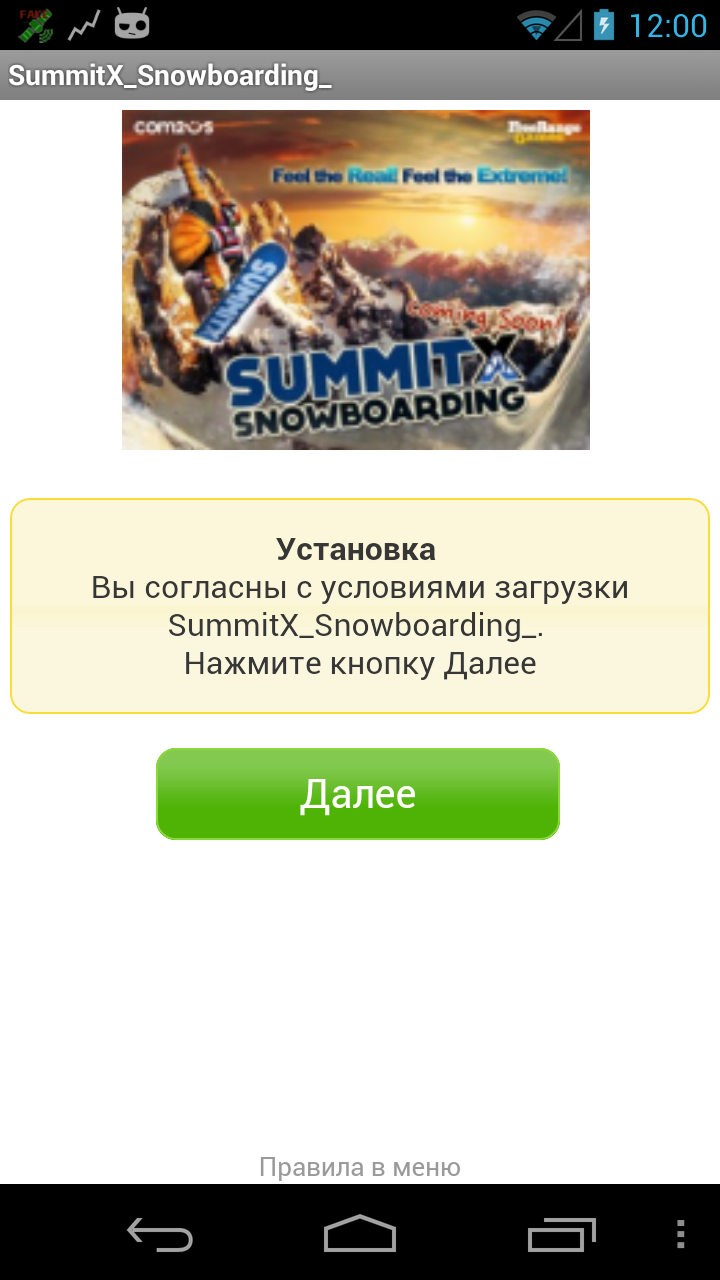 FAKE
12:00
SummitX_Snowboarding_
COM2US
FreeRange
GAMES
Feel the Real! Feel the Extreme!
SUMMIT
coming Soon!
SUMMITX
SNOWBOARDING
Установка
Вы согласны с условиями загрузки
SummitX_Snowboarding_.
Нажмите кнопку Далее
Далее
Правила в меню